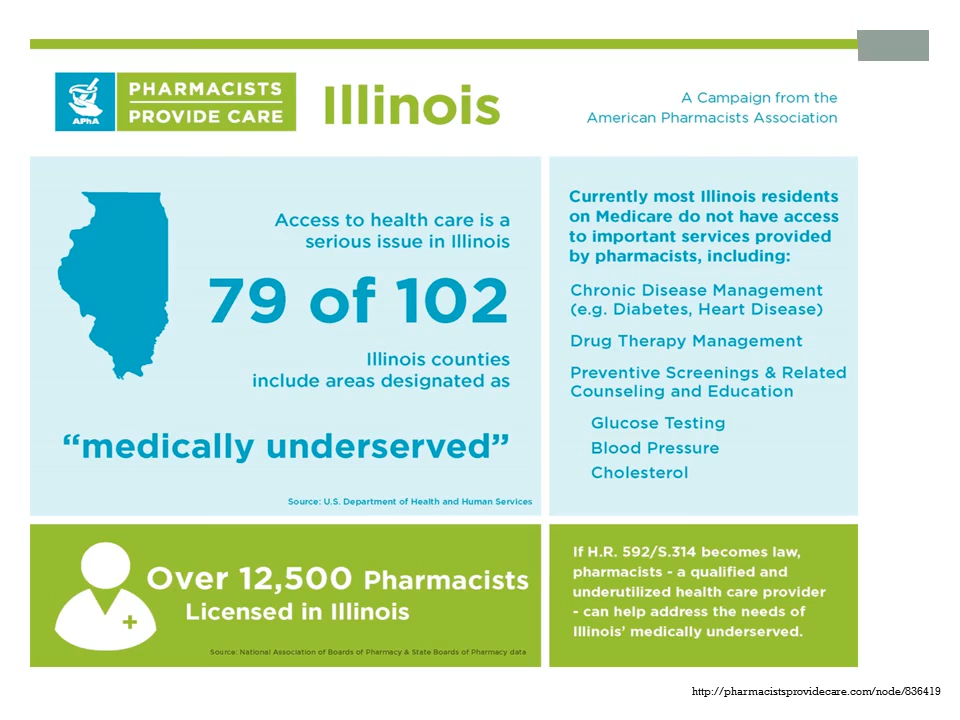 PHARMACISTS
PROVIDE CARE
APhA
Illinois
A Campaign from the
American Pharmacists Association
Access to health care is a
serious issue in Illinois
79 of 102
Illinois counties
include areas designated as
“medically underserved”
Source: U.S. Department of Health and Human Services
Currently most Illinois residents
on Medicare do not have access
to important services provided
by pharmacists, including:
Chronic Disease Management
(e.g. Diabetes, Heart Disease)
Drug Therapy Management
Preventive Screenings & Related
Counseling and Education
Glucose Testing
Blood Pressure
Cholesterol
Over 12,500 Pharmacists
Licensed in Illinois
Source: National Association of Boards of Pharmacy & State Boards of Pharmacy data
If H.R. 592/S.314 becomes law,
pharmacists - a qualified and
underutilized health care provider
- can help address the needs of
Illinois’ medically underserved.
http://pharmacistsprovidecare.com/node/836419